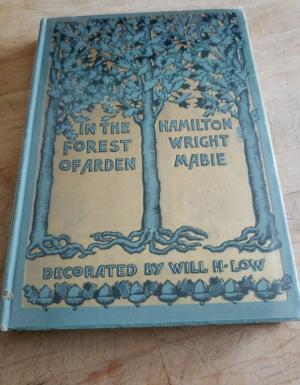 IN THE
FOREST
OF ARDEN
HAMILTON
WRIGHT
MABIE
DECORATED BY WILL H. LOW